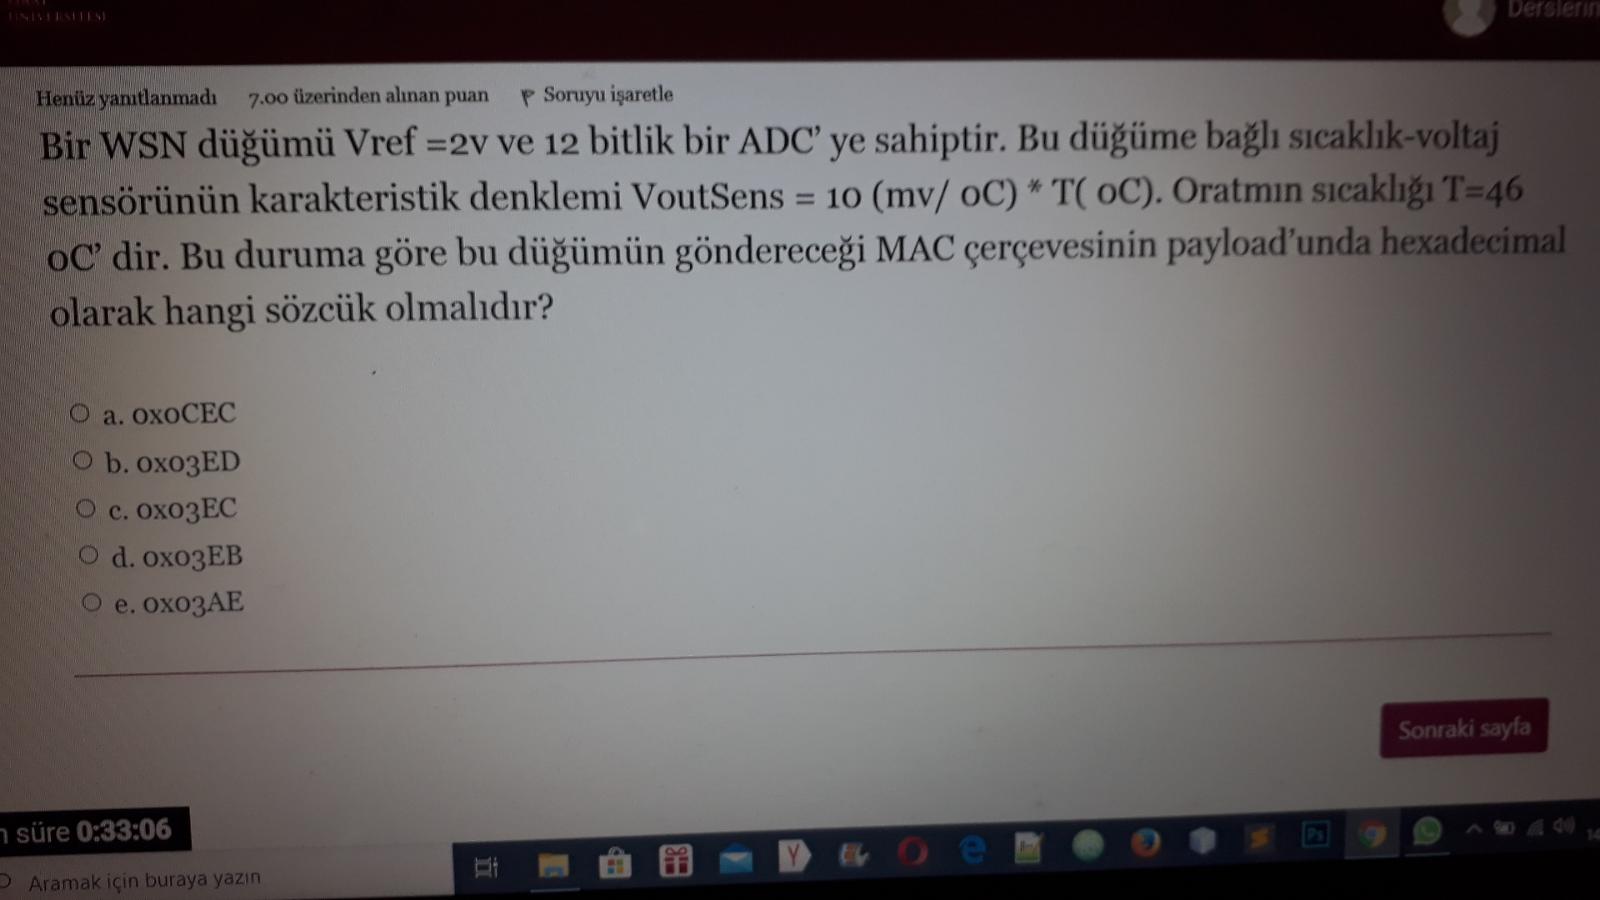 ÜNİVERSİTESİ
Henüz yanıtlanmadı 7.00 üzerinden alınan puan Soruyu işaretle
Bir WSN düğümü Vref =2v ve 12 bitlik bir ADC' ye sahiptir. Bu düğüme bağlı sıcaklık-voltaj
sensörünün karakteristik denklemi VoutSens = 10 (mv/ oC) * T( oC). Oratmın sıcaklığı T=46
oC' dir. Bu duruma göre bu düğümün göndereceği MAC çerçevesinin payload'unda hexadecimal
olarak hangi sözcük olmalıdır?
a. 0x0CEC
b. 0x03ED
c. 0x03EC
d. 0x03EB
e. 0x03AE
Sonraki sayfa
süre 0:33:06
Aramak için buraya yazın
Y
Ps